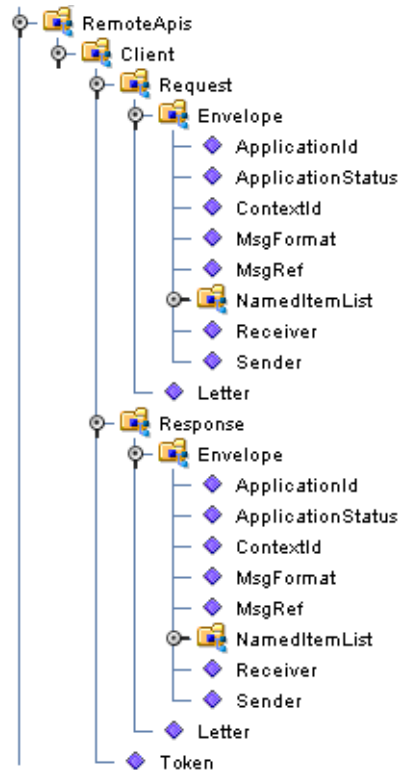 RemoteApis
Client
Request
Envelope
ApplicationId
ApplicationStatus
ContextId
MsgFormat
MsgRef
NamedItemList
Receiver
Sender
Letter
Response
Envelope
ApplicationId
ApplicationStatus
ContextId
MsgFormat
MsgRef
NamedItemList
Receiver
Sender
Letter
Token